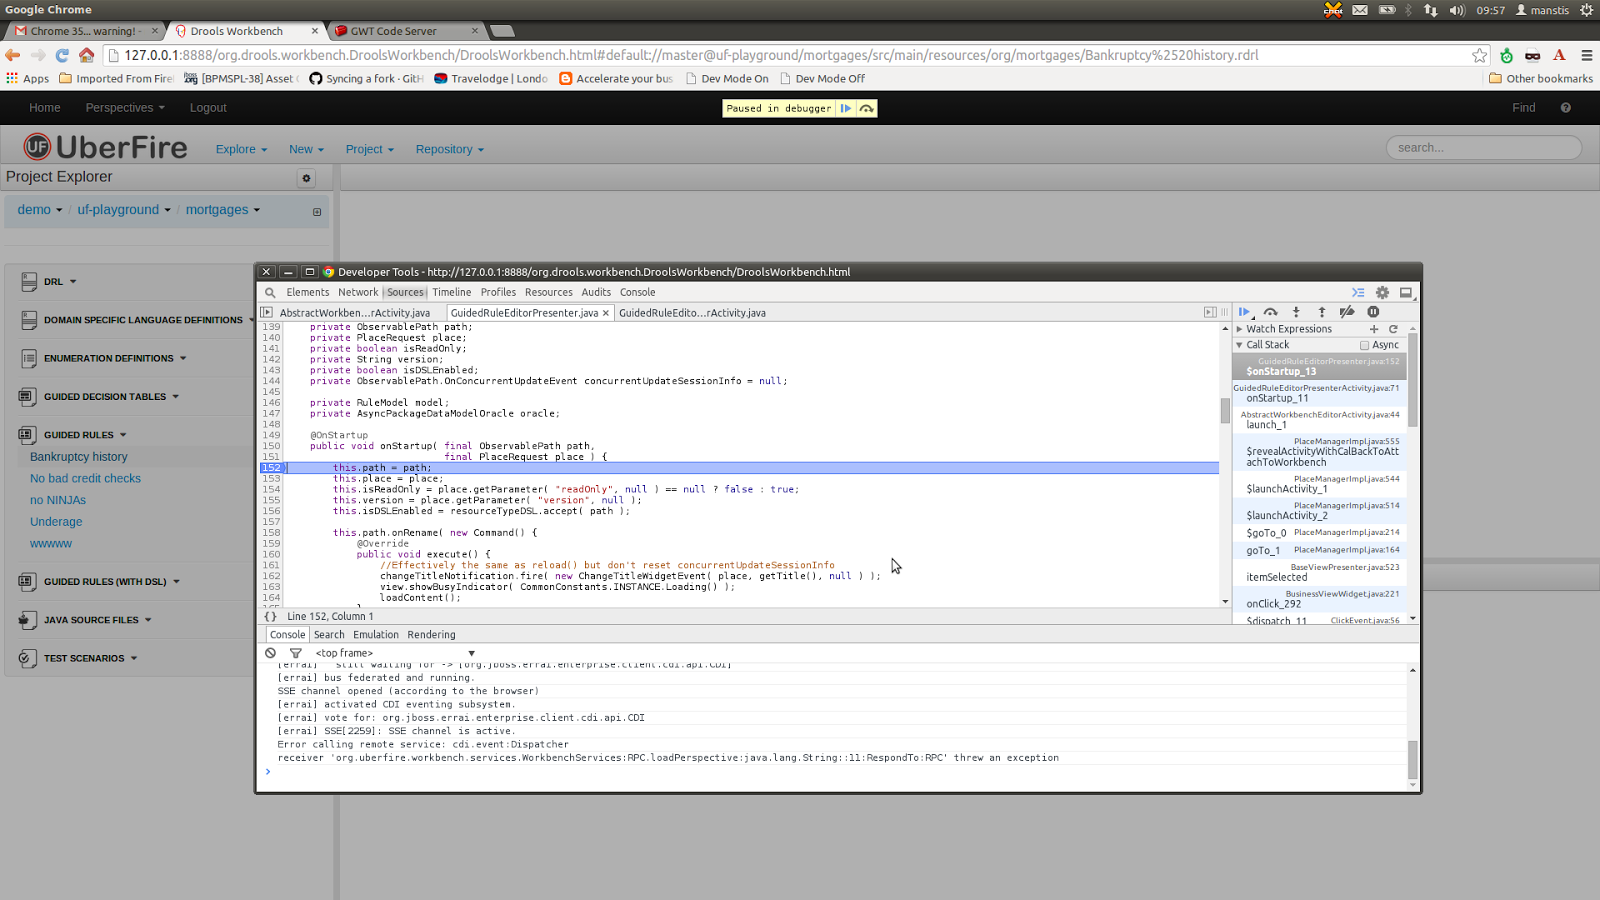 Google Chrome
09:57 manstis
Chrome 35... warning! -
Drools Workbench
GWT Code Server
127.0.0.1:8888/org.drools.workbench.DroolsWorkbench/DroolsWorkbench.html#default://master@uf-playground/mortgages/src/main/resources/org/mortgages/Bankruptcy%2520history.rdrl
Apps Imported From Fire [BPMSPL-38] Asset Syncing a fork · GitH Travelodge | Londo Accelerate your bus Dev Mode On Dev Mode Off Other bookmarks
Home Perspectives Logout Paused in debugger Find
UF UberFire Explore New Project Repository search...
Project Explorer
demo / uf-playground / mortgages
DRL
DOMAIN SPECIFIC LANGUAGE DEFINITIONS
ENUMERATION DEFINITIONS
GUIDED DECISION TABLES
GUIDED RULES
Bankruptcy history
No bad credit checks
no NINJAs
Underage
wwwww
GUIDED RULES (WITH DSL)
JAVA SOURCE FILES
TEST SCENARIOS
Developer Tools - http://127.0.0.1:8888/org.drools.workbench.DroolsWorkbench/DroolsWorkbench.html
Elements Network Sources Timeline Profiles Resources Audits Console
AbstractWorkben...rActivity.java GuidedRuleEditorPresenter.java × GuidedRuleEdito...rActivity.java
139 private ObservablePath path;
140 private PlaceRequest place;
141 private boolean isReadOnly;
142 private String version;
143 private boolean isDSLEnabled;
144 private ObservablePath.OnConcurrentUpdateEvent concurrentUpdateSessionInfo = null;
145
146 private RuleModel model;
147 private AsyncPackageDataModelOracle oracle;
148
149 @OnStartup
150 public void onStartup( final ObservablePath path,
151 final PlaceRequest place ) {
152 this.path = path;
153 this.place = place;
154 this.isReadOnly = place.getParameter( "readOnly", null ) == null ? false : true;
155 this.version = place.getParameter( "version", null );
156 this.isDSLEnabled = resourceTypeDSL.accept( path );
157
158 this.path.onRename( new Command() {
159 @Override
160 public void execute() {
161 //Effectively the same as reload() but don't reset concurrentUpdateSessionInfo
162 changeTitleNotification.fire( new ChangeTitleWidgetEvent( place, getTitle(), null ) );
163 view.showBusyIndicator( CommonConstants.INSTANCE.Loading() );
164 loadContent();
165 }
{} Line 152, Column 1
Watch Expressions
Call Stack Async
GuidedRuleEditorPresenter.java:152
$onStartup_13
GuidedRuleEditorPresenterActivity.java:71
onStartup_11
AbstractWorkbenchEditorActivity.java:44
launch_1
PlaceManagerImpl.java:555
$revealActivityWithCalBackToAtt
achToWorkbench
PlaceManagerImpl.java:544
$launchActivity_1
PlaceManagerImpl.java:514
$launchActivity_2
$goTo_0 PlaceManagerImpl.java:214
goTo_1 PlaceManagerImpl.java:164
BaseViewPresenter.java:523
itemSelected
BusinessViewWidget.java:221
onClick_292
$dispatch_11 ClickEvent.java:56
Console Search Emulation Rendering
<top frame>
[errai] still waiting for -> [org.jboss.errai.enterprise.client.cdi.api.CDI]
[errai] bus federated and running.
SSE channel opened (according to the browser)
[errai] activated CDI eventing subsystem.
[errai] vote for: org.jboss.errai.enterprise.client.cdi.api.CDI
[errai] SSE[2259]: SSE channel is active.
Error calling remote service: cdi.event:Dispatcher
receiver 'org.uberfire.workbench.services.WorkbenchServices:RPC.loadPerspective:java.lang.String::11:RespondTo:RPC' threw an exception
>